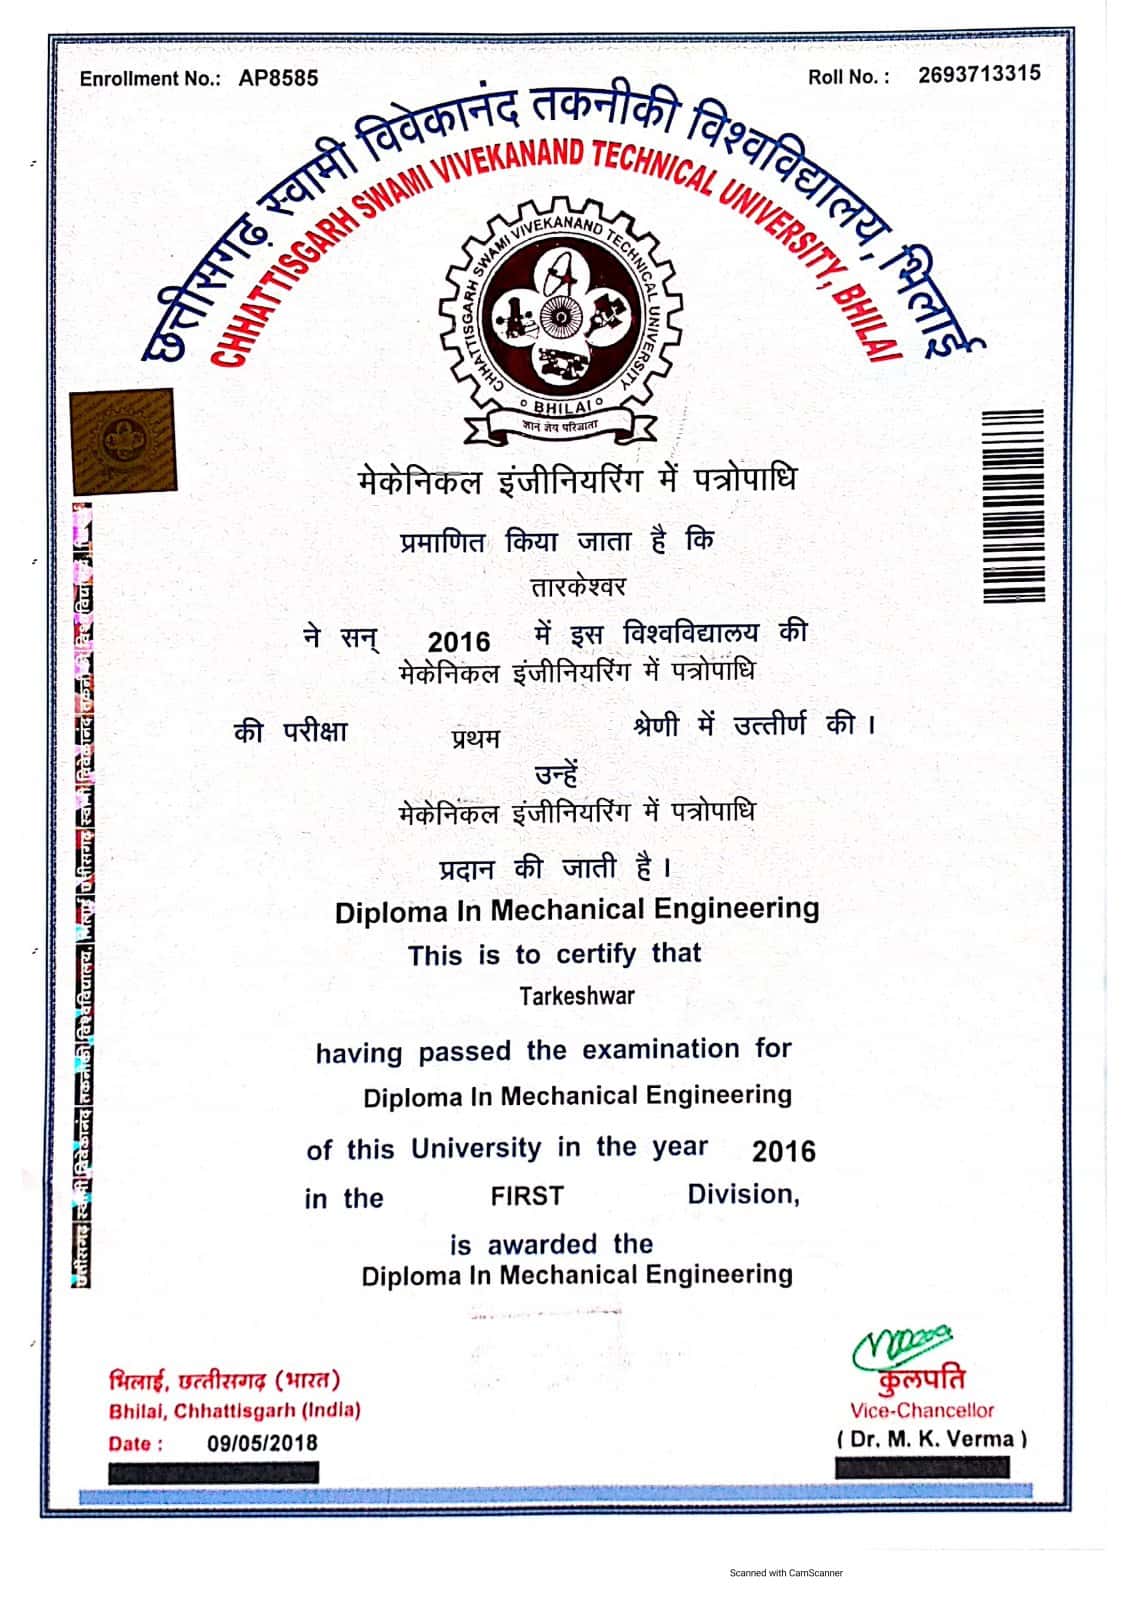 Enrollment No.: AP8585
Roll No. : 2693713315
छत्तीसगढ़ स्वामी विवेकानंद तकनीकी विश्वविद्यालय, भिलाई
CHHATTISGARH SWAMI VIVEKANAND TECHNICAL UNIVERSITY, BHILAI
CHHATTISGARH SWAMI VIVEKANAND TECHNICAL UNIVERSITY
BHILAI
मेकेनिकल इंजीनियरिंग में पत्रोपाधि
प्रमाणित किया जाता है कि
तारकेश्वर
ने सन् 2016 में इस विश्वविद्यालय की
मेकेनिकल इंजीनियरिंग में पत्रोपाधि
की परीक्षा प्रथम श्रेणी में उत्तीर्ण की ।
उन्हें
मेकेनिकल इंजीनियरिंग में पत्रोपाधि
प्रदान की जाती है ।
Diploma In Mechanical Engineering
This is to certify that
Tarkeshwar
having passed the examination for
Diploma In Mechanical Engineering
of this University in the year 2016
in the FIRST Division,
is awarded the
Diploma In Mechanical Engineering
भिलाई, छत्तीसगढ़ (भारत)
Bhilai, Chhattisgarh (India)
Date : 09/05/2018
कुलपति
Vice-Chancellor
( Dr. M. K. Verma )
Scanned with CamScanner